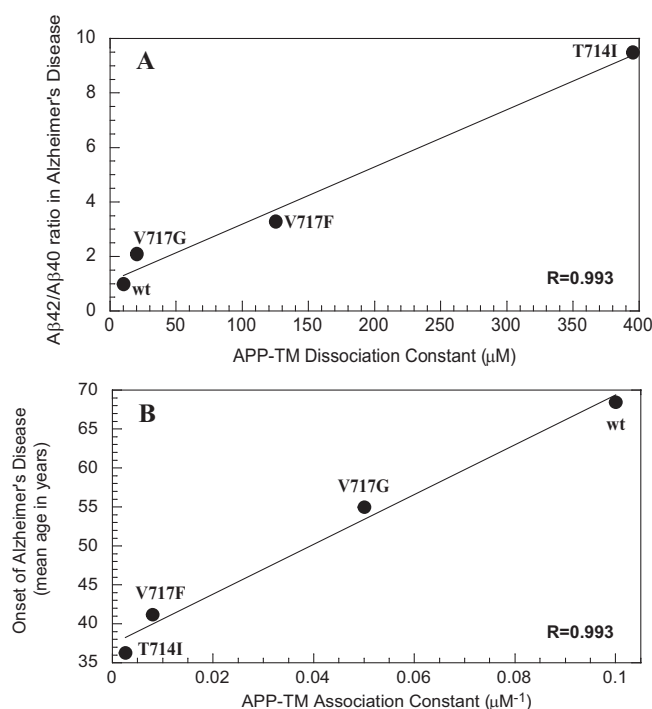 A
Aβ42/Aβ40 ratio in Alzheimer's Disease
10
8
6
4
2
0
T714I
V717G
V717F
wt
R=0.993
0 50 100 150 200 250 300 350 400
APP-TM Dissociation Constant (μM)
B
Onset of Alzheimer's Disease
(mean age in years)
70
65
60
55
50
45
40
35
wt
V717G
V717F
T714I
R=0.993
0 0.02 0.04 0.06 0.08 0.1
APP-TM Association Constant (μM⁻¹)